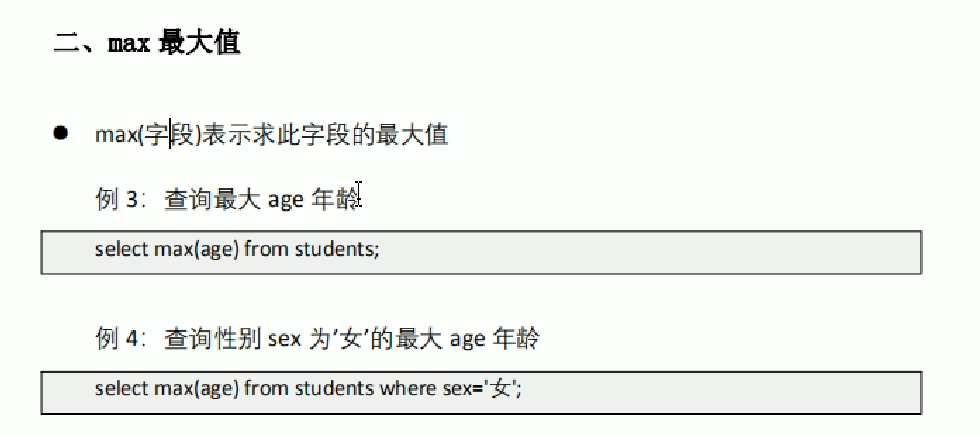 二、max 最大值
● max(字段)表示求此字段的最大值
例 3：查询最大 age 年龄
select max(age) from students;
例 4：查询性别 sex 为'女'的最大 age 年龄
select max(age) from students where sex='女';